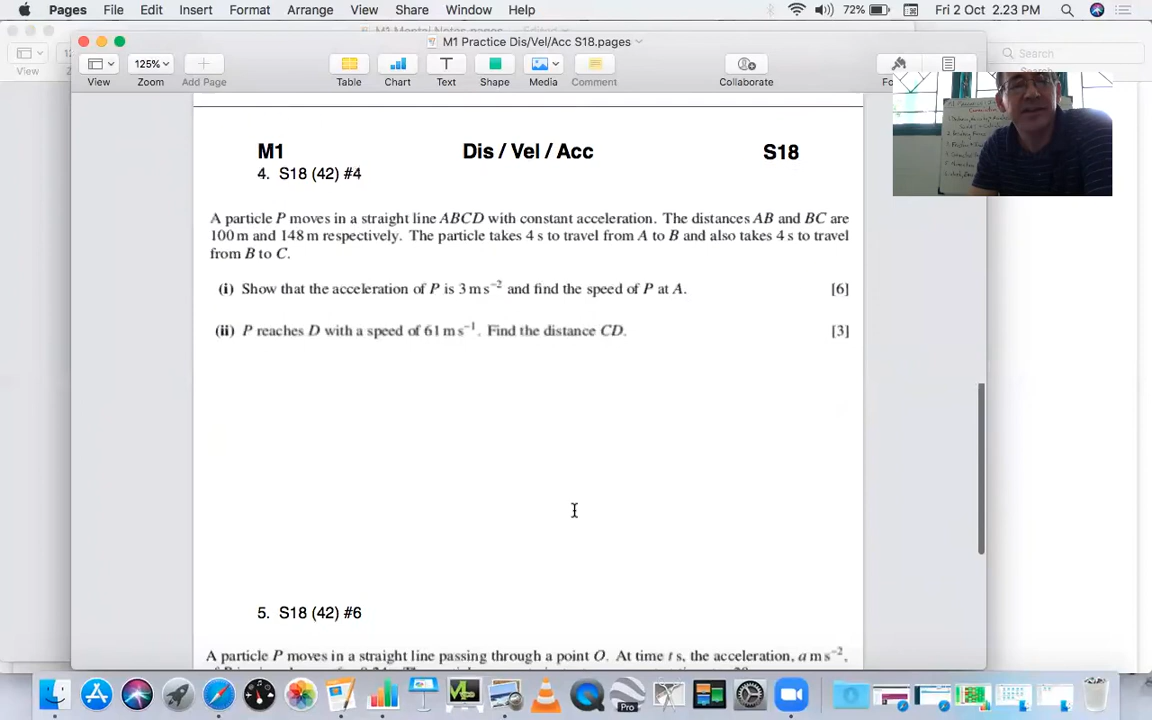 Pages File Edit Insert Format Arrange View Share Window Help 72% Fri 2 Oct 2.23 PM
M1 Practice Dis/Vel/Acc S18.pages
Search
125%
View
View Zoom Add Page Table Chart Text Shape Media Comment Collaborate
M1 Dis / Vel / Acc S18
4. S18 (42) #4
A particle P moves in a straight line ABCD with constant acceleration. The distances AB and BC are
100 m and 148 m respectively. The particle takes 4 s to travel from A to B and also takes 4 s to travel
from B to C.
(i) Show that the acceleration of P is 3 m s⁻² and find the speed of P at A. [6]
(ii) P reaches D with a speed of 61 m s⁻¹. Find the distance CD. [3]
5. S18 (42) #6
A particle P moves in a straight line passing through a point O. At time t s, the acceleration, a m s⁻²,
Pro